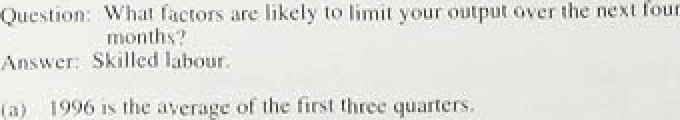 Question: What factors are likely to limit your output over the next four
months?
Answer: Skilled labour.
(a) 1996 is the average of the first three quarters.